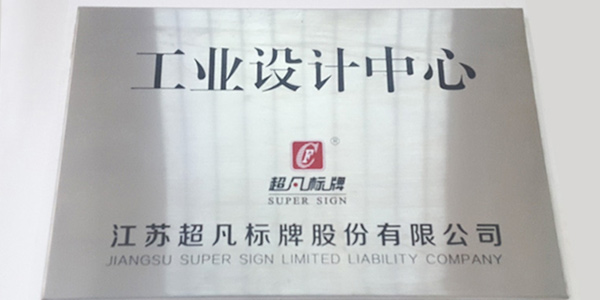 工业设计中心
CF®
超凡标牌
SUPER SIGN
江苏超凡标牌股份有限公司
JIANGSU SUPER SIGN LIMITED LIABILITY COMPANY